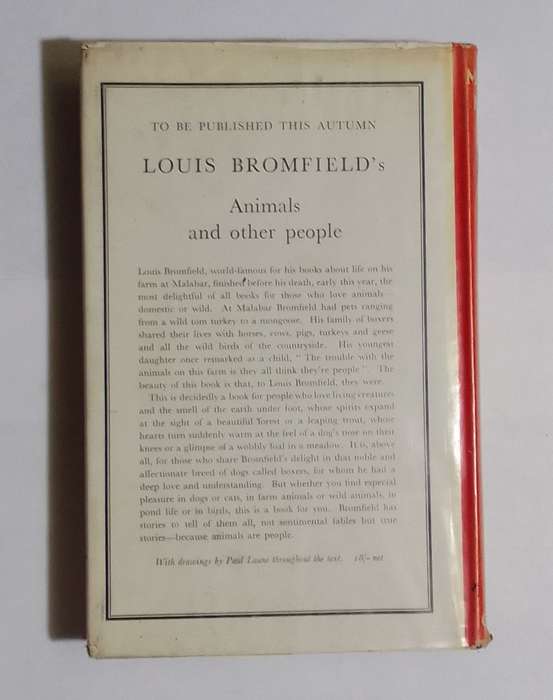 TO BE PUBLISHED THIS AUTUMN
LOUIS BROMFIELD's
Animals
and other people
Louis Bromfield, world-famous for his books about life on his
farm at Malabar, finished before his death, early this year, the
most delightful of all books for those who love animals—
domestic or wild. At Malabar Bromfield had pets ranging
from a wild tom turkey to a mongoose. His family of boxers
shared their lives with horses, cows, pigs, turkeys and geese
and all the wild birds of the countryside. His youngest
daughter once remarked as a child, "The trouble with the
animals on this farm is they all think they're people". The
beauty of this book is that, to Louis Bromfield, they were.
This is decidedly a book for people who love living creatures
and the smell of the earth under foot, whose spirits expand
at the sight of a beautiful forest or a leaping trout, whose
hearts turn suddenly warm at the feel of a dog's nose on their
knees or a glimpse of a wobbly foal in a meadow. It is, above
all, for those who share Bromfield's delight in that noble and
affectionate breed of dogs called boxers, for whom he had a
deep love and understanding. But whether you find especial
pleasure in dogs or cats, in farm animals or wild animals, in
pond life or in birds, this is a book for you. Bromfield has
stories to tell of them all, not sentimental fables but true
stories—because animals are people.
With drawings by Paul Laune throughout the text. 18/- net